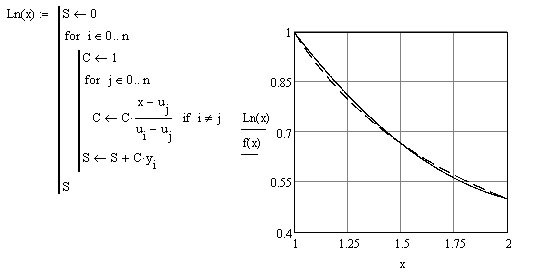 Ln(x) := S ← 0
for i ∈ 0.. n
C ← 1
for j ∈ 0.. n
C ← C·(x − u_j)/(u_i − u_j) if i ≠ j
S ← S + C·y_i
S
Ln(x)
f(x)
1
0.85
0.7
0.55
0.4
1 1.25 1.5 1.75 2
x